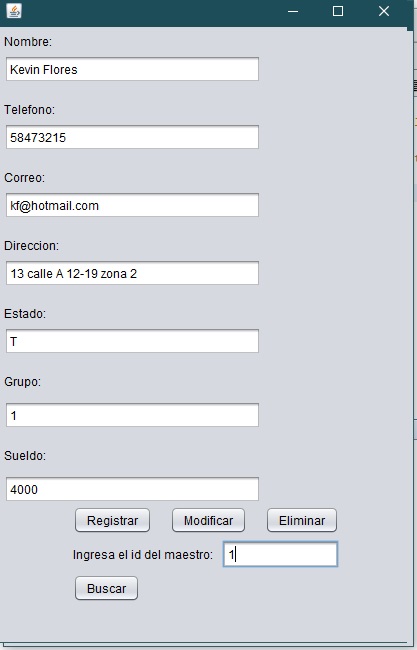 Nombre:
Kevin Flores
Telefono:
58473215
Correo:
kf@hotmail.com
Direccion:
13 calle A 12-19 zona 2
Estado:
T
Grupo:
1
Sueldo:
4000
Registrar Modificar Eliminar
Ingresa el id del maestro: 1
Buscar